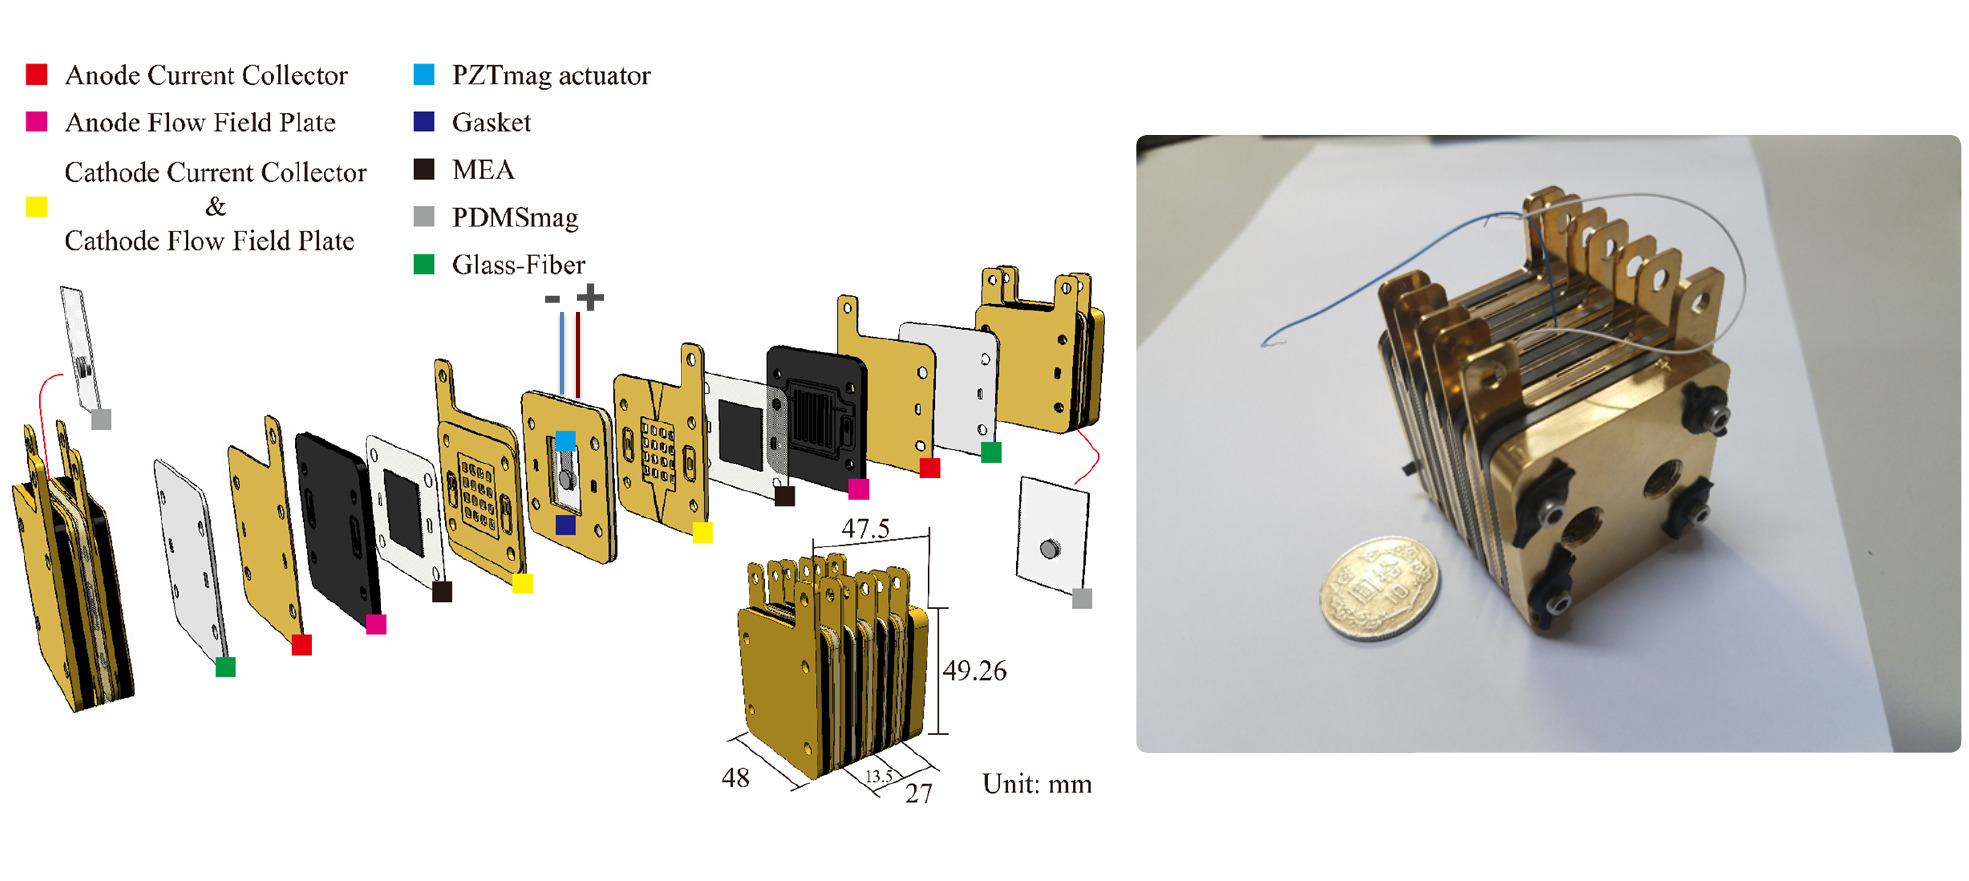 Anode Current Collector
Anode Flow Field Plate
Cathode Current Collector
&
Cathode Flow Field Plate
PZTmag actuator
Gasket
MEA
PDMSmag
Glass-Fiber
- +
47.5
49.26
48
13.5
27
Unit: mm
10